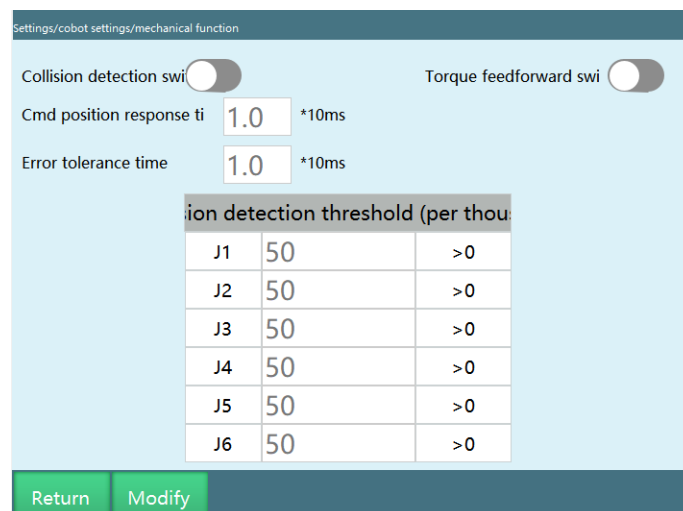 Settings/cobot settings/mechanical function
Collision detection swi
Torque feedforward swi
Cmd position response ti 1.0 *10ms
Error tolerance time 1.0 *10ms
ion detection threshold (per thou
J1 50 >0
J2 50 >0
J3 50 >0
J4 50 >0
J5 50 >0
J6 50 >0
Return Modify